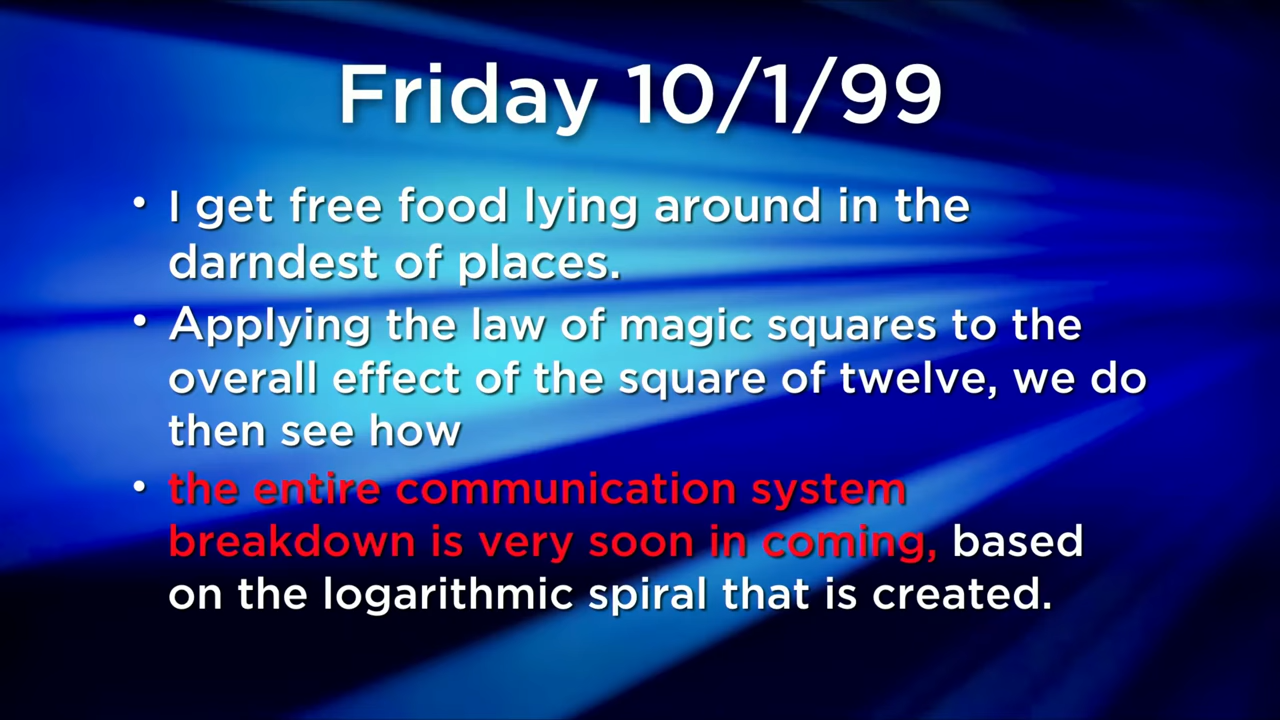 Friday 10/1/99
• I get free food lying around in the
darndest of places.
• Applying the law of magic squares to the
overall effect of the square of twelve, we do
then see how
• the entire communication system
breakdown is very soon in coming, based
on the logarithmic spiral that is created.